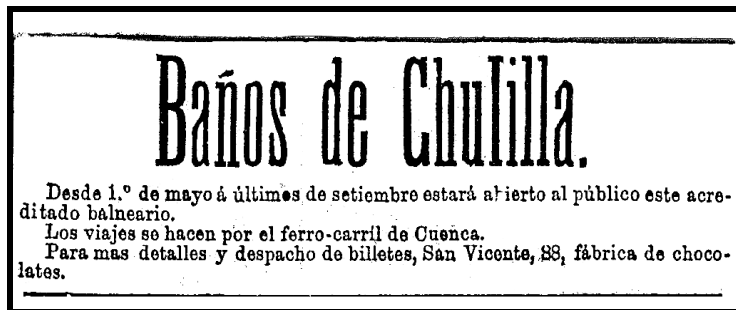 Baños de Chulilla.
Desde 1.º de mayo á últimos de setiembre estará abierto al público este acre-
ditado balneario.
Los viajes se hacen por el ferro-carril de Cuenca.
Para mas detalles y despacho de billetes, San Vicente, 88, fábrica de choco-
lates.